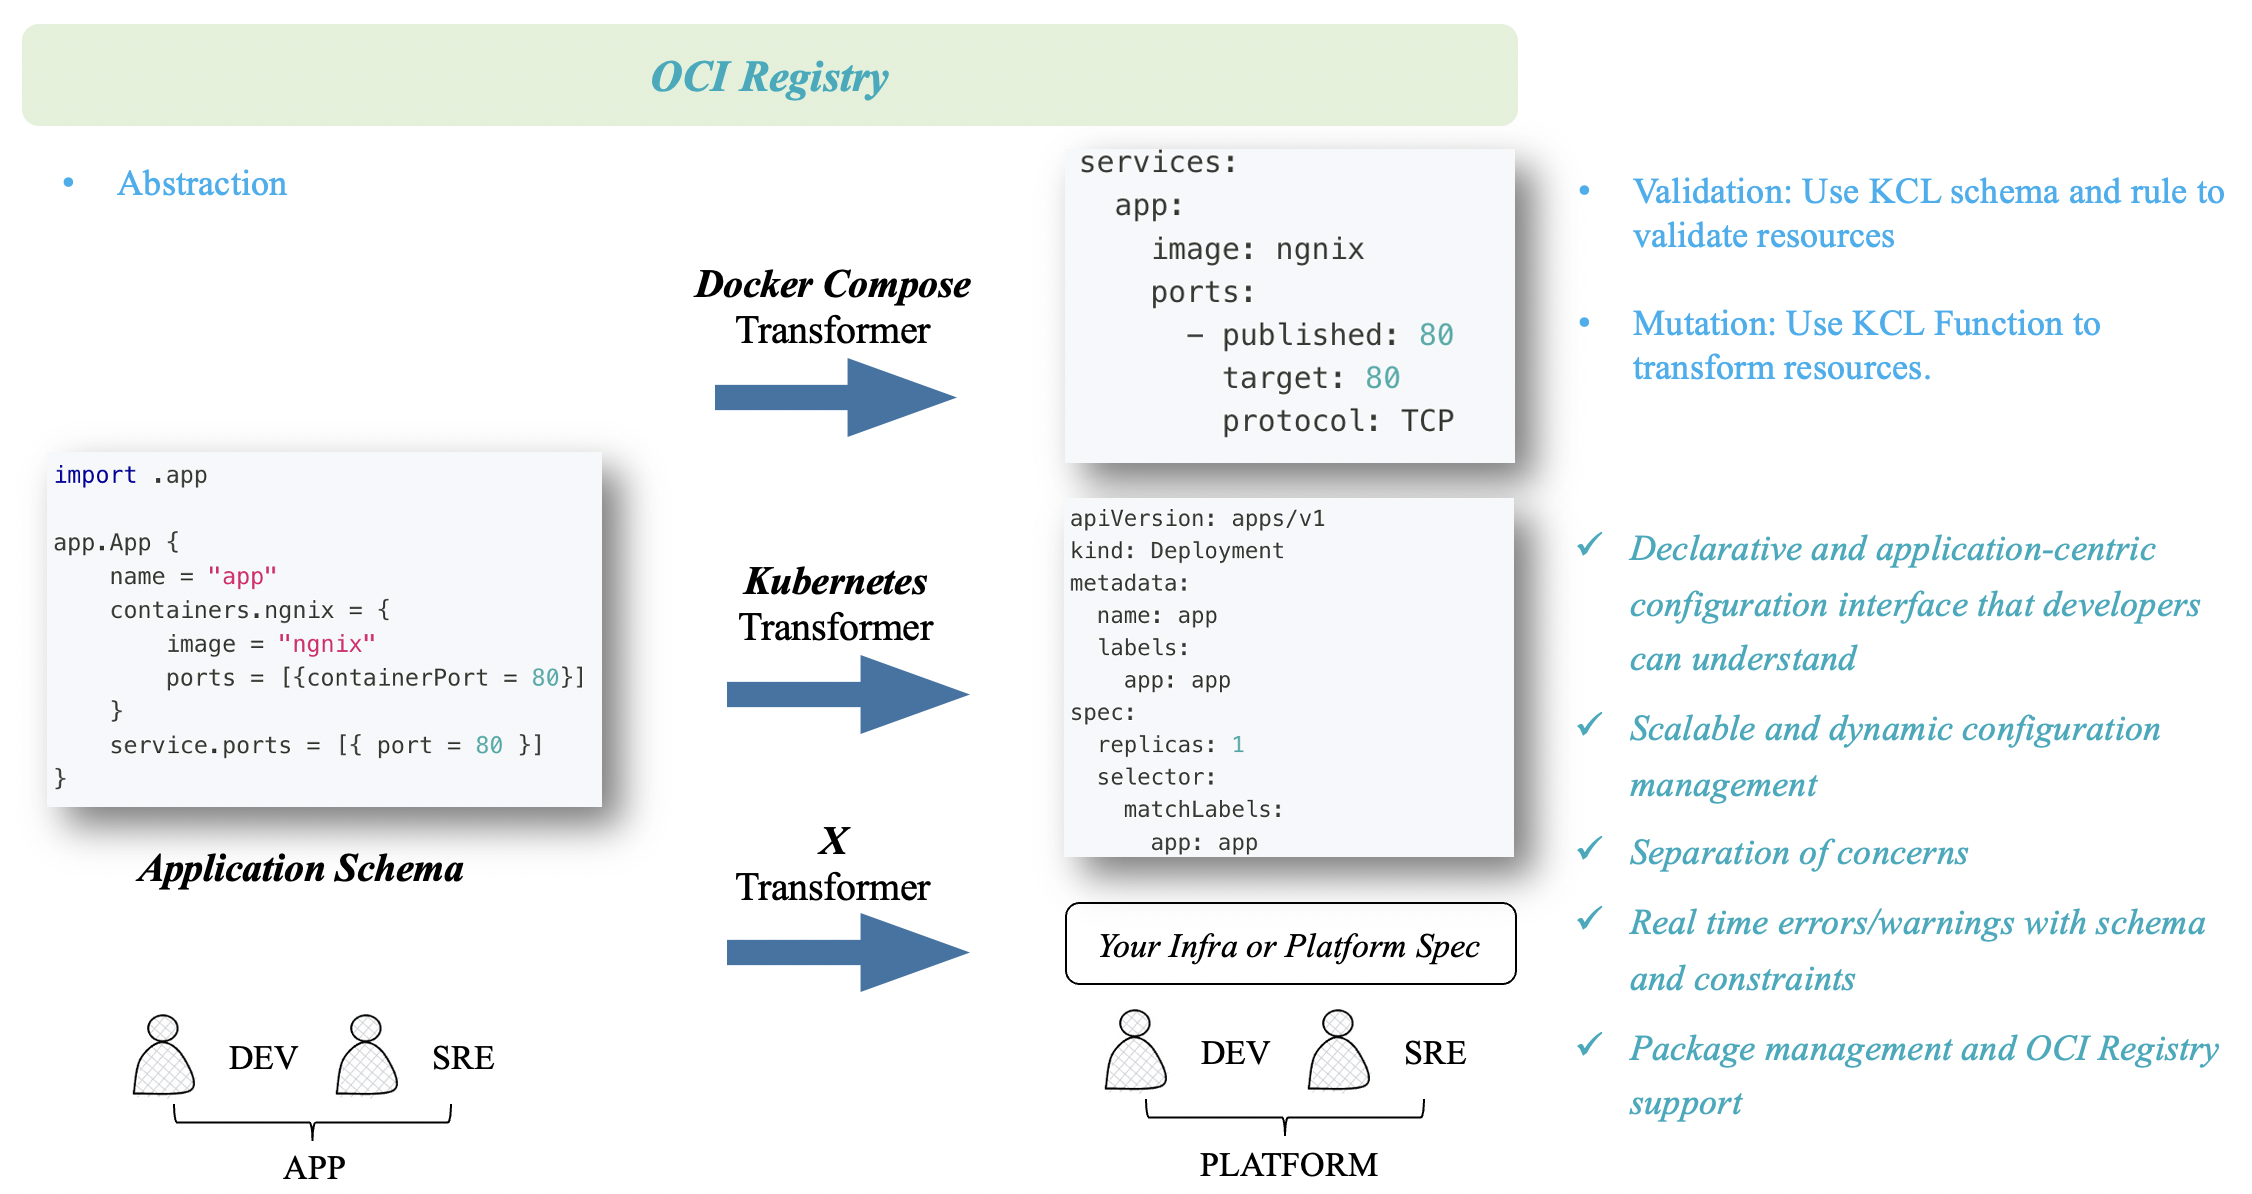 OCI Registry
• Abstraction
import .app
app.App {
    name = "app"
    containers.ngnix = {
        image = "ngnix"
        ports = [{containerPort = 80}]
    }
    service.ports = [{ port = 80 }]
}
Application Schema
DEV
SRE
APP
Docker Compose
Transformer
Kubernetes
Transformer
X
Transformer
services:
  app:
    image: ngnix
    ports:
      - published: 80
        target: 80
        protocol: TCP
apiVersion: apps/v1
kind: Deployment
metadata:
  name: app
  labels:
    app: app
spec:
  replicas: 1
  selector:
    matchLabels:
      app: app
Your Infra or Platform Spec
DEV
SRE
PLATFORM
• Validation: Use KCL schema and rule to
validate resources
• Mutation: Use KCL Function to
transform resources.
✓ Declarative and application-centric
configuration interface that developers
can understand
✓ Scalable and dynamic configuration
management
✓ Separation of concerns
✓ Real time errors/warnings with schema
and constraints
✓ Package management and OCI Registry
support